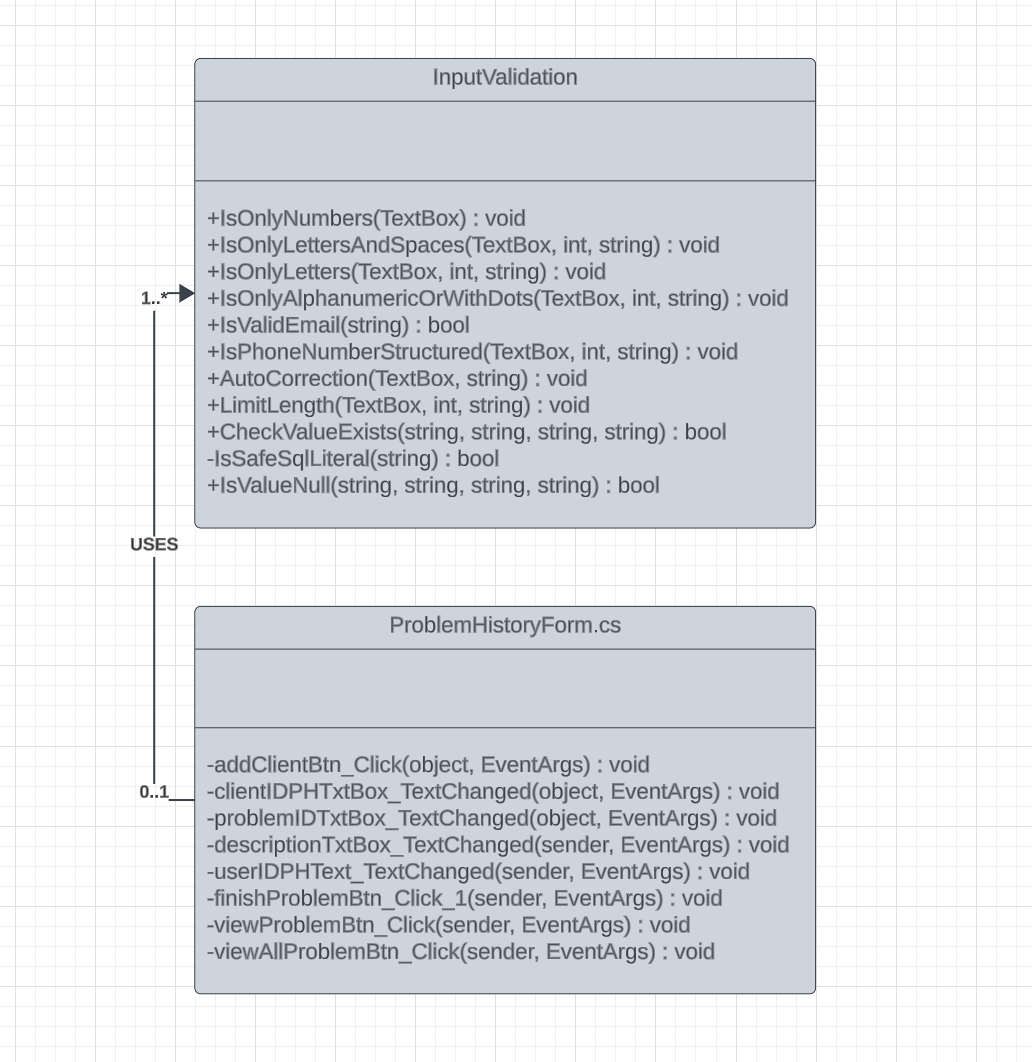 InputValidation
+IsOnlyNumbers(TextBox) : void
+IsOnlyLettersAndSpaces(TextBox, int, string) : void
+IsOnlyLetters(TextBox, int, string) : void
1..*
+IsOnlyAlphanumericOrWithDots(TextBox, int, string) : void
+IsValidEmail(string) : bool
+IsPhoneNumberStructured(TextBox, int, string) : void
+AutoCorrection(TextBox, string) : void
+LimitLength(TextBox, int, string) : void
+CheckValueExists(string, string, string, string) : bool
-IsSafeSqlLiteral(string) : bool
+IsValueNull(string, string, string, string) : bool
USES
ProblemHistoryForm.cs
-addClientBtn_Click(object, EventArgs) : void
0..1
-clientIDPHTxtBox_TextChanged(object, EventArgs) : void
-problemIDTxtBox_TextChanged(object, EventArgs) : void
-descriptionTxtBox_TextChanged(sender, EventArgs) : void
-userIDPHText_TextChanged(sender, EventArgs) : void
-finishProblemBtn_Click_1(sender, EventArgs) : void
-viewProblemBtn_Click(sender, EventArgs) : void
-viewAllProblemBtn_Click(sender, EventArgs) : void